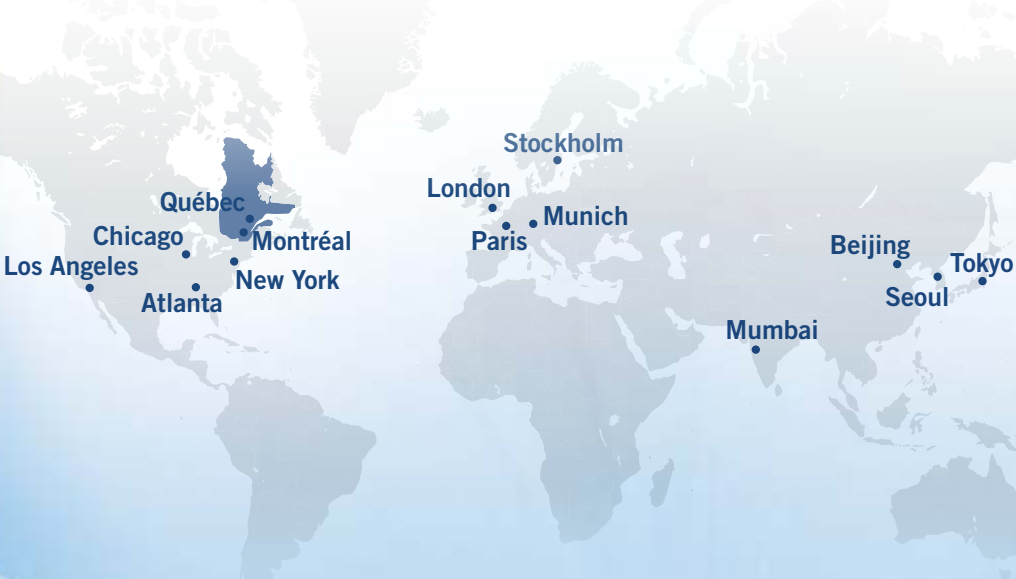 Stockholm
London
Québec
Munich
Chicago
Montréal
Paris
Beijing
Los Angeles
Tokyo
New York
Seoul
Atlanta
Mumbai